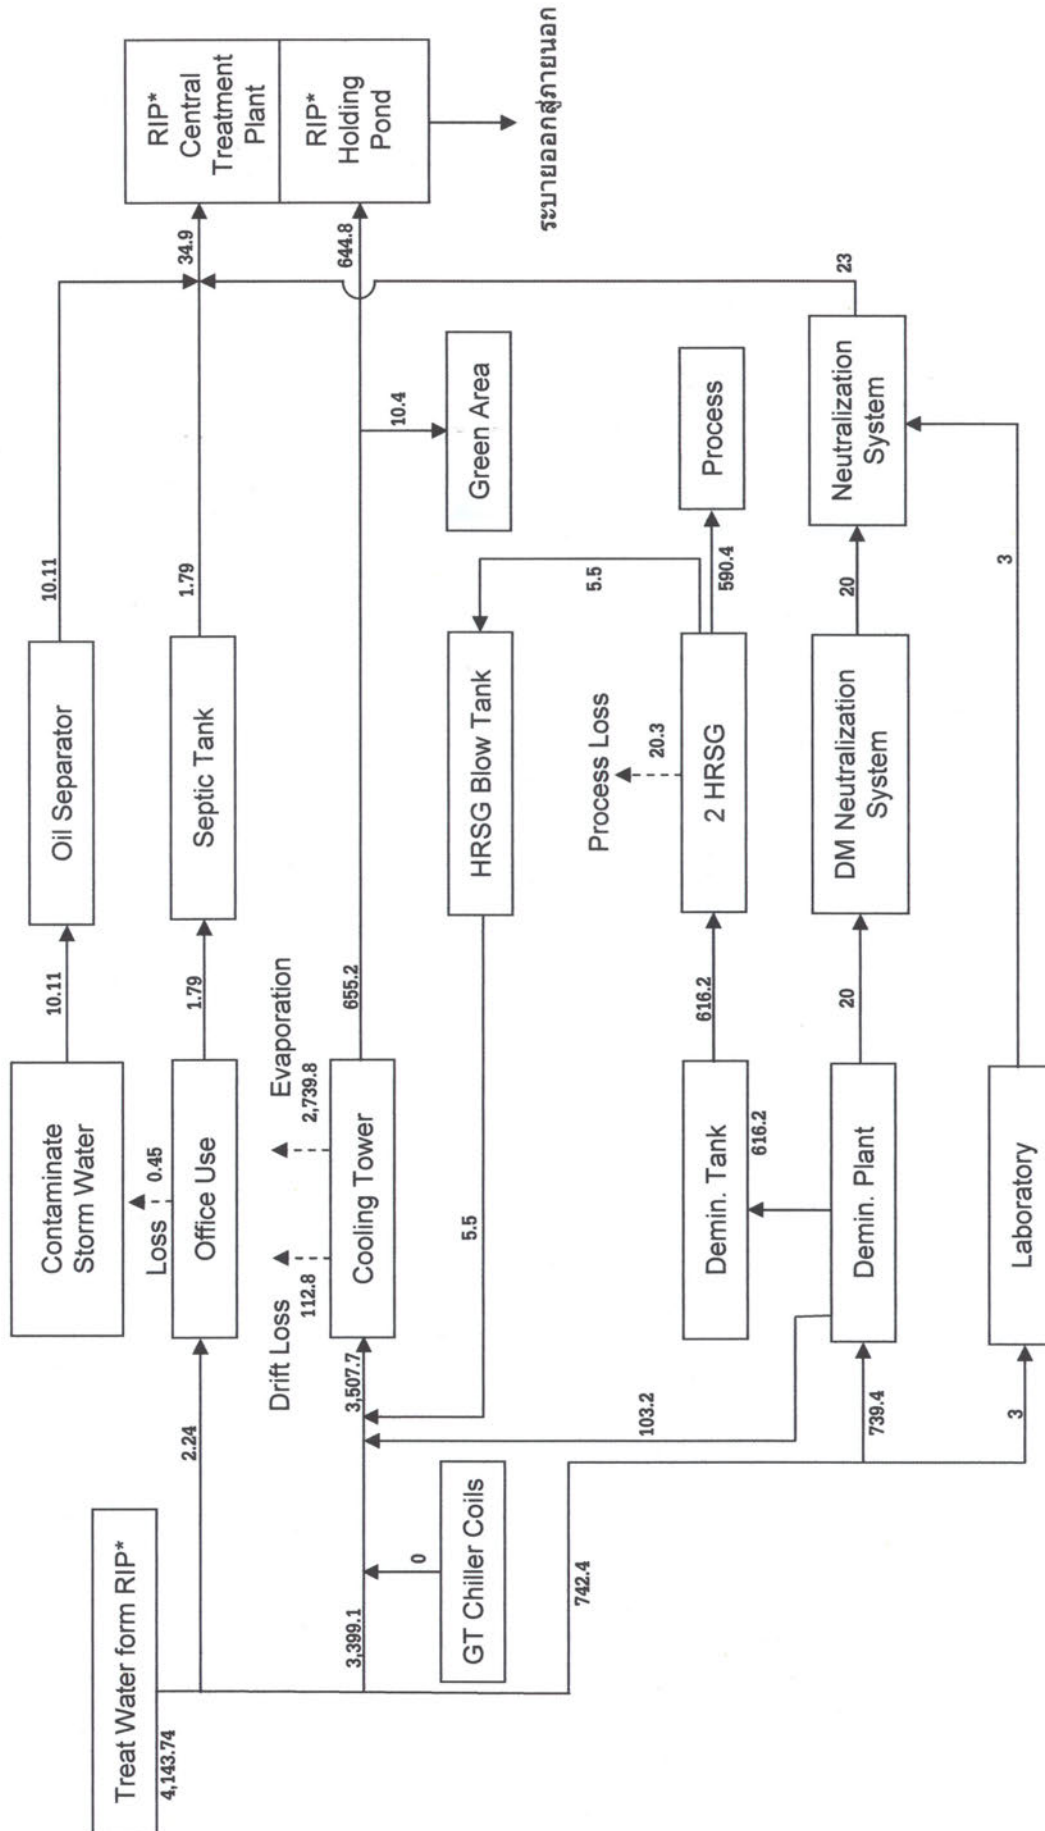 Treat Water form RIP*
4,143.74
2.24
3,399.1
742.4
GT Chiller Coils
0
103.2
739.4
3
Contaminate
Storm Water
10.11
Oil Separator
10.11
Loss
0.45
Office Use
1.79
Septic Tank
1.79
34.9
RIP*
Central
Treatment
Plant
Drift Loss
112.8
Evaporation
2,739.8
3,507.7
Cooling Tower
655.2
10.4
Green Area
644.8
RIP*
Holding
Pond
ระบายออกสู่ภายนอก
5.5
HRSG Blow Tank
5.5
Process Loss
20.3
Demin. Tank
616.2
616.2
2 HRSG
590.4
Process
Demin. Plant
20
DM Neutralization
System
20
Neutralization
System
23
Laboratory
3